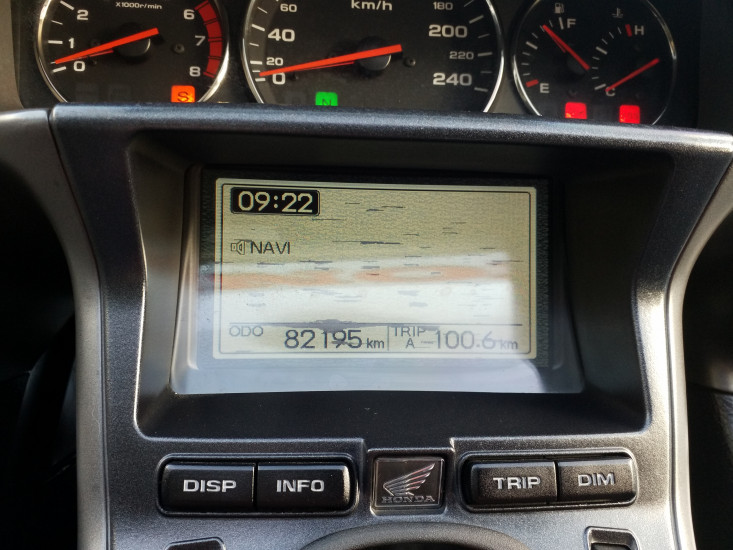 2 X1000r/min 6
1 7
0 8
S
60 km/h 180
40 200
20 220
0 240
N
F H
E C
09:22
NAVI
ODO 82195 km TRIP A 100.6 km
DISP INFO HONDA TRIP DIM